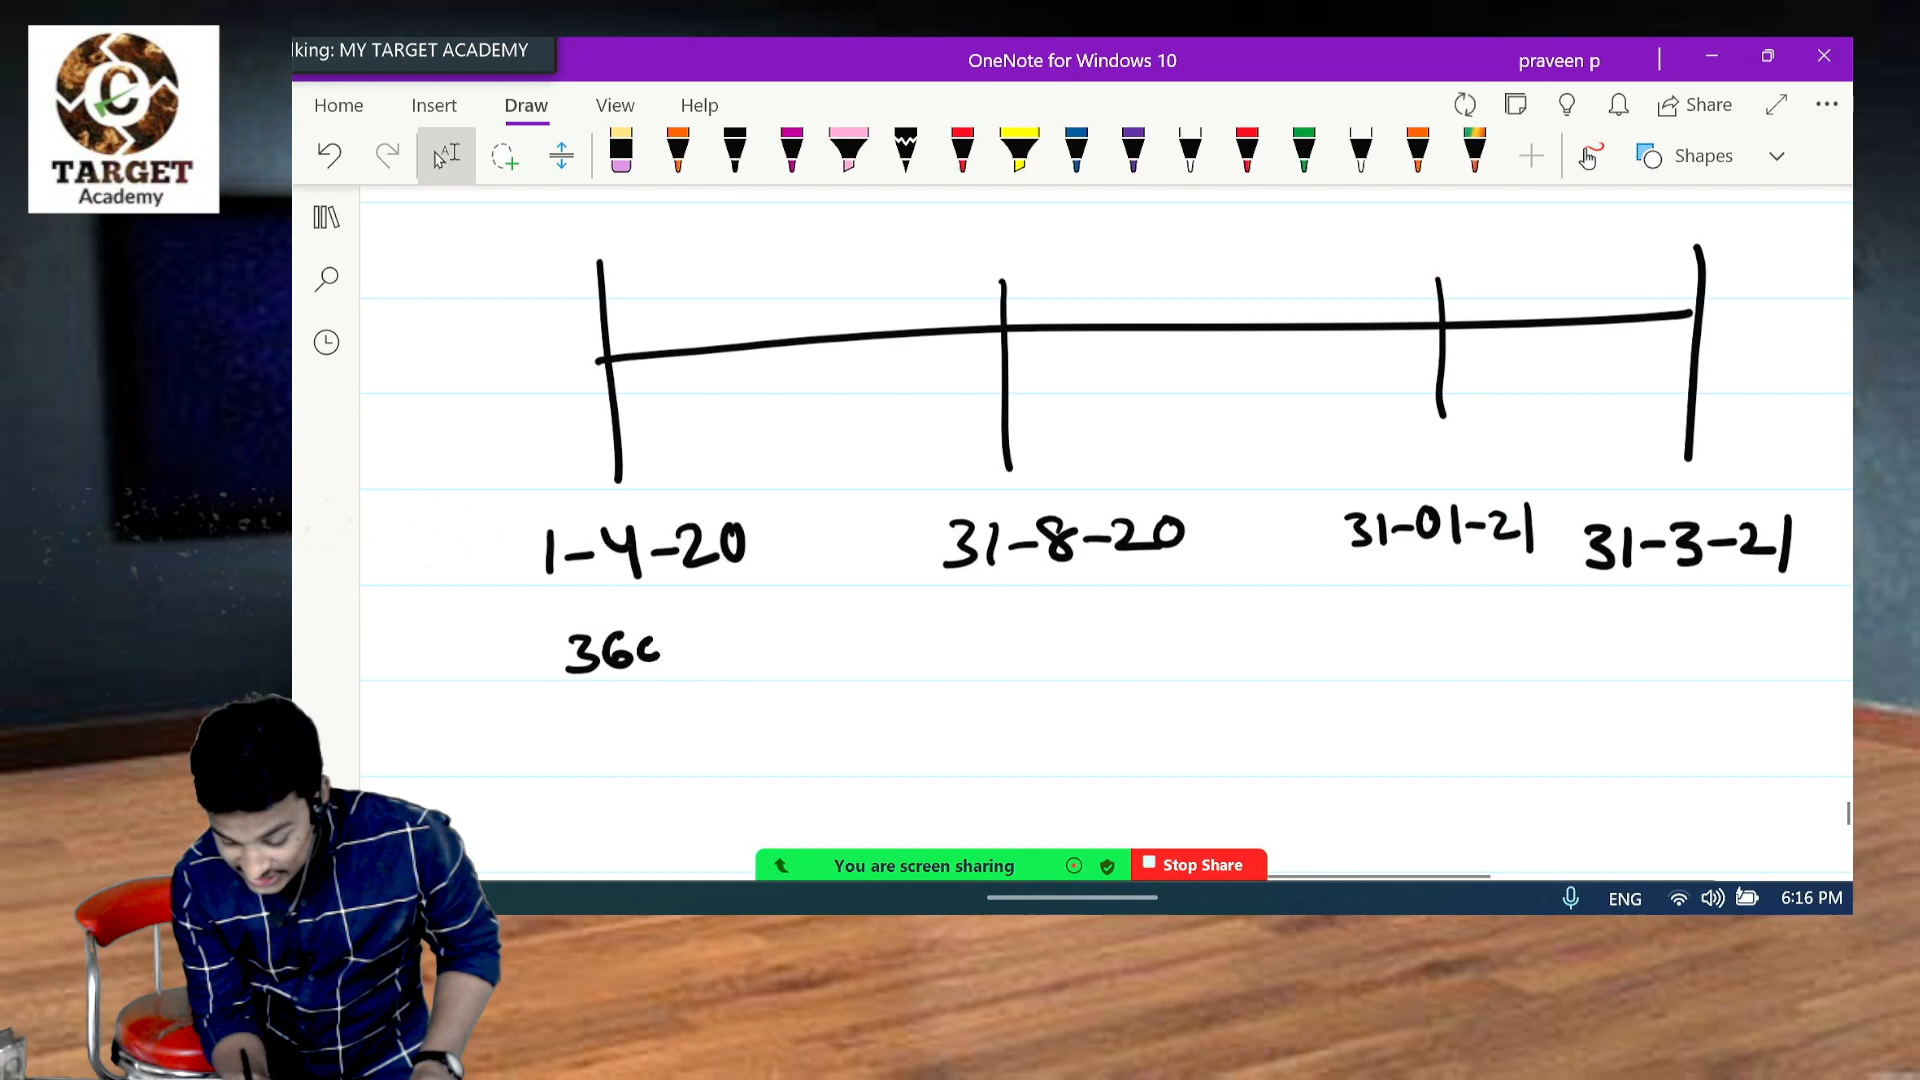 TARGET
Academy
lking: MY TARGET ACADEMY
OneNote for Windows 10
praveen p
Home Insert Draw View Help
Share
Shapes
1-4-20 31-8-20 31-01-21 31-3-21
36c
You are screen sharing
Stop Share
ENG
6:16 PM